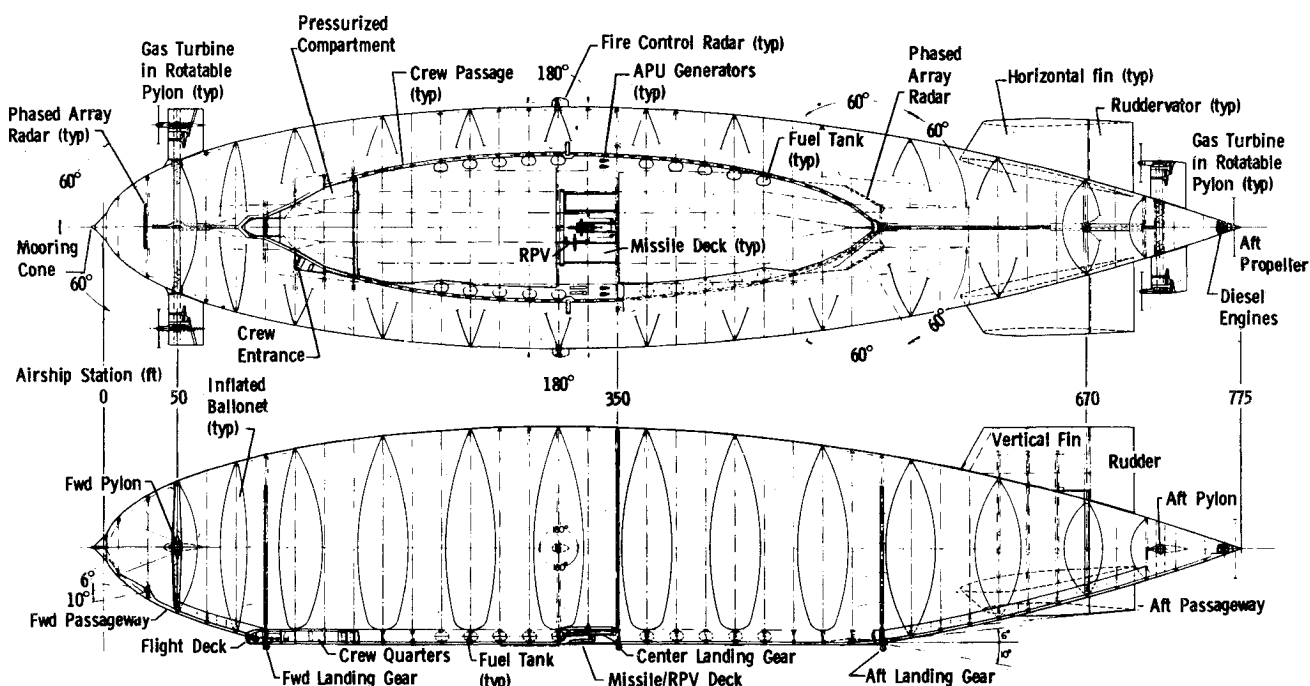 Pressurized
Compartment
Gas Turbine
in Rotatable
Pylon (typ)
Crew Passage
(typ)
Fire Control Radar (typ)
180°
APU Generators
(typ)
Phased
Array
Radar
Horizontal fin (typ)
Ruddervator (typ)
Phased Array
Radar (typ)
60°
60°
60°
Fuel Tank
(typ)
Gas Turbine
in Rotatable
Pylon (typ)
Mooring
Cone
60°
RPV
Missile Deck (typ)
Aft
Propeller
Diesel
Engines
Crew
Entrance
60°
60°
180°
Airship Station (ft)
0
50
350
670
775
Inflated
Ballonet
(typ)
Vertical Fin
Rudder
Fwd Pylon
Aft Pylon
180°
180°
6°
10°
Fwd Passageway
Aft Passageway
Flight Deck
6°
10°
Crew Quarters
Fwd Landing Gear
Fuel Tank
(typ)
Missile/RPV Deck
Center Landing Gear
Aft Landing Gear